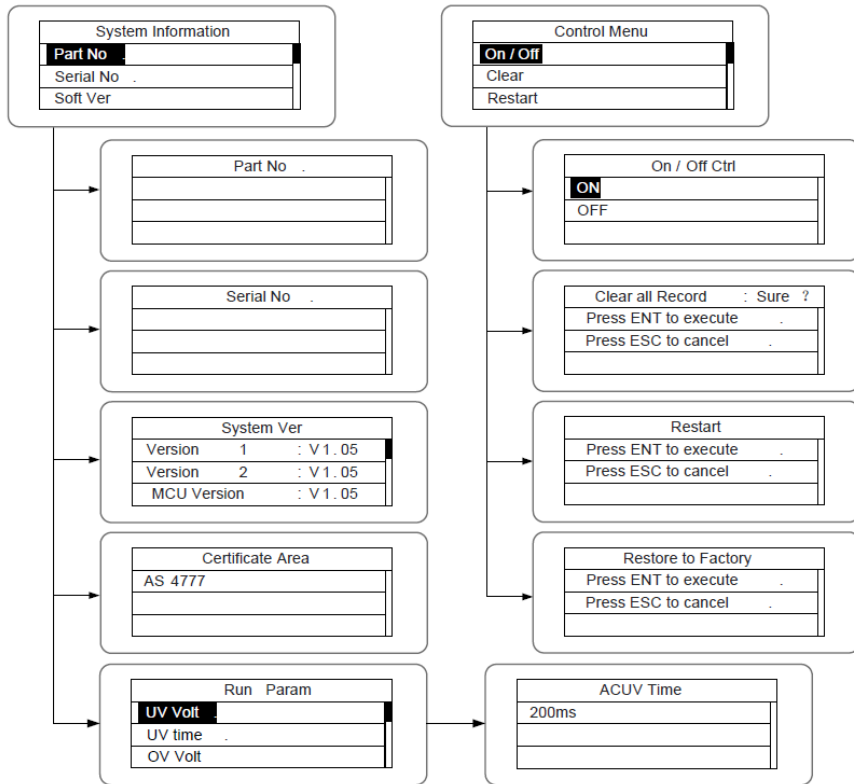 System Information
Part No .
Serial No .
Soft Ver
Part No .
Serial No .
System Ver
Version 1 : V1.05
Version 2 : V1.05
MCU Version : V1.05
Certificate Area
AS 4777
Run Param
UV Volt .
UV time .
OV Volt
Control Menu
On / Off
Clear
Restart
On / Off Ctrl
ON
OFF
Clear all Record : Sure ?
Press ENT to execute .
Press ESC to cancel .
Restart
Press ENT to execute .
Press ESC to cancel .
Restore to Factory
Press ENT to execute .
Press ESC to cancel .
ACUV Time
200ms